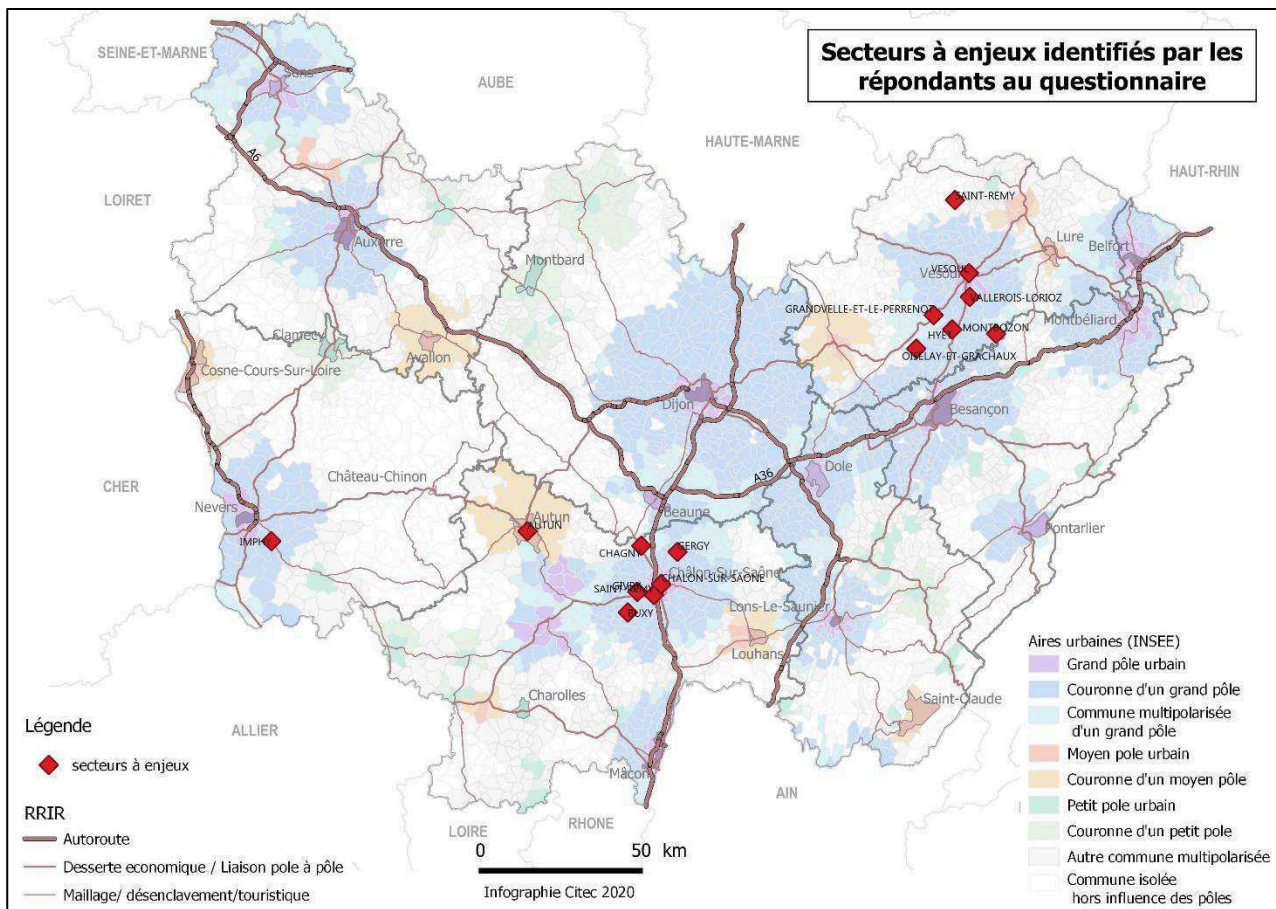 Secteurs à enjeux identifiés par les
répondants au questionnaire
SEINE-ET-MARNE
AUBE
HAUTE-MARNE
HAUT-RHIN
LOIRET
A6
Sens
SAINT-REMY
Auxerre
Lure
Belfort
Montbard
VESOUL
Vesoul
VALLEROIS-LORIOZ
GRANDVELLE-ET-LE-PERRENOT
Montbéliard
Clamecy
HYET
MONTBOZON
Avallon
OISELAY-ET-GRACHAUX
Cosne-Cours-Sur-Loire
Dijon
Besançon
CHER
Château-Chinon
A36
Dole
Nevers
Autun
AUTUN
Beaune
Pontarlier
IMPHY
CHAGNY
GERGY
Châlon-Sur-Saône
CHALON-SUR-SAONE
GIVRY
SAINT-REMY
BUXY
Lons-Le-Saunier
Louhans
Charolles
Saint-Claude
ALLIER
Mâcon
AIN
LOIRE
RHONE
Légende
secteurs à enjeux
RRIR
Autoroute
Desserte economique / Liaison pole à pôle
Maillage/ désenclavement/touristique
0 50 km
Infographie Citec 2020
Aires urbaines (INSEE)
Grand pôle urbain
Couronne d'un grand pôle
Commune multipolarisée
d'un grand pôle
Moyen pole urbain
Couronne d'un moyen pôle
Petit pole urbain
Couronne d'un petit pole
Autre commune multipolarisée
Commune isolée
hors influence des pôles